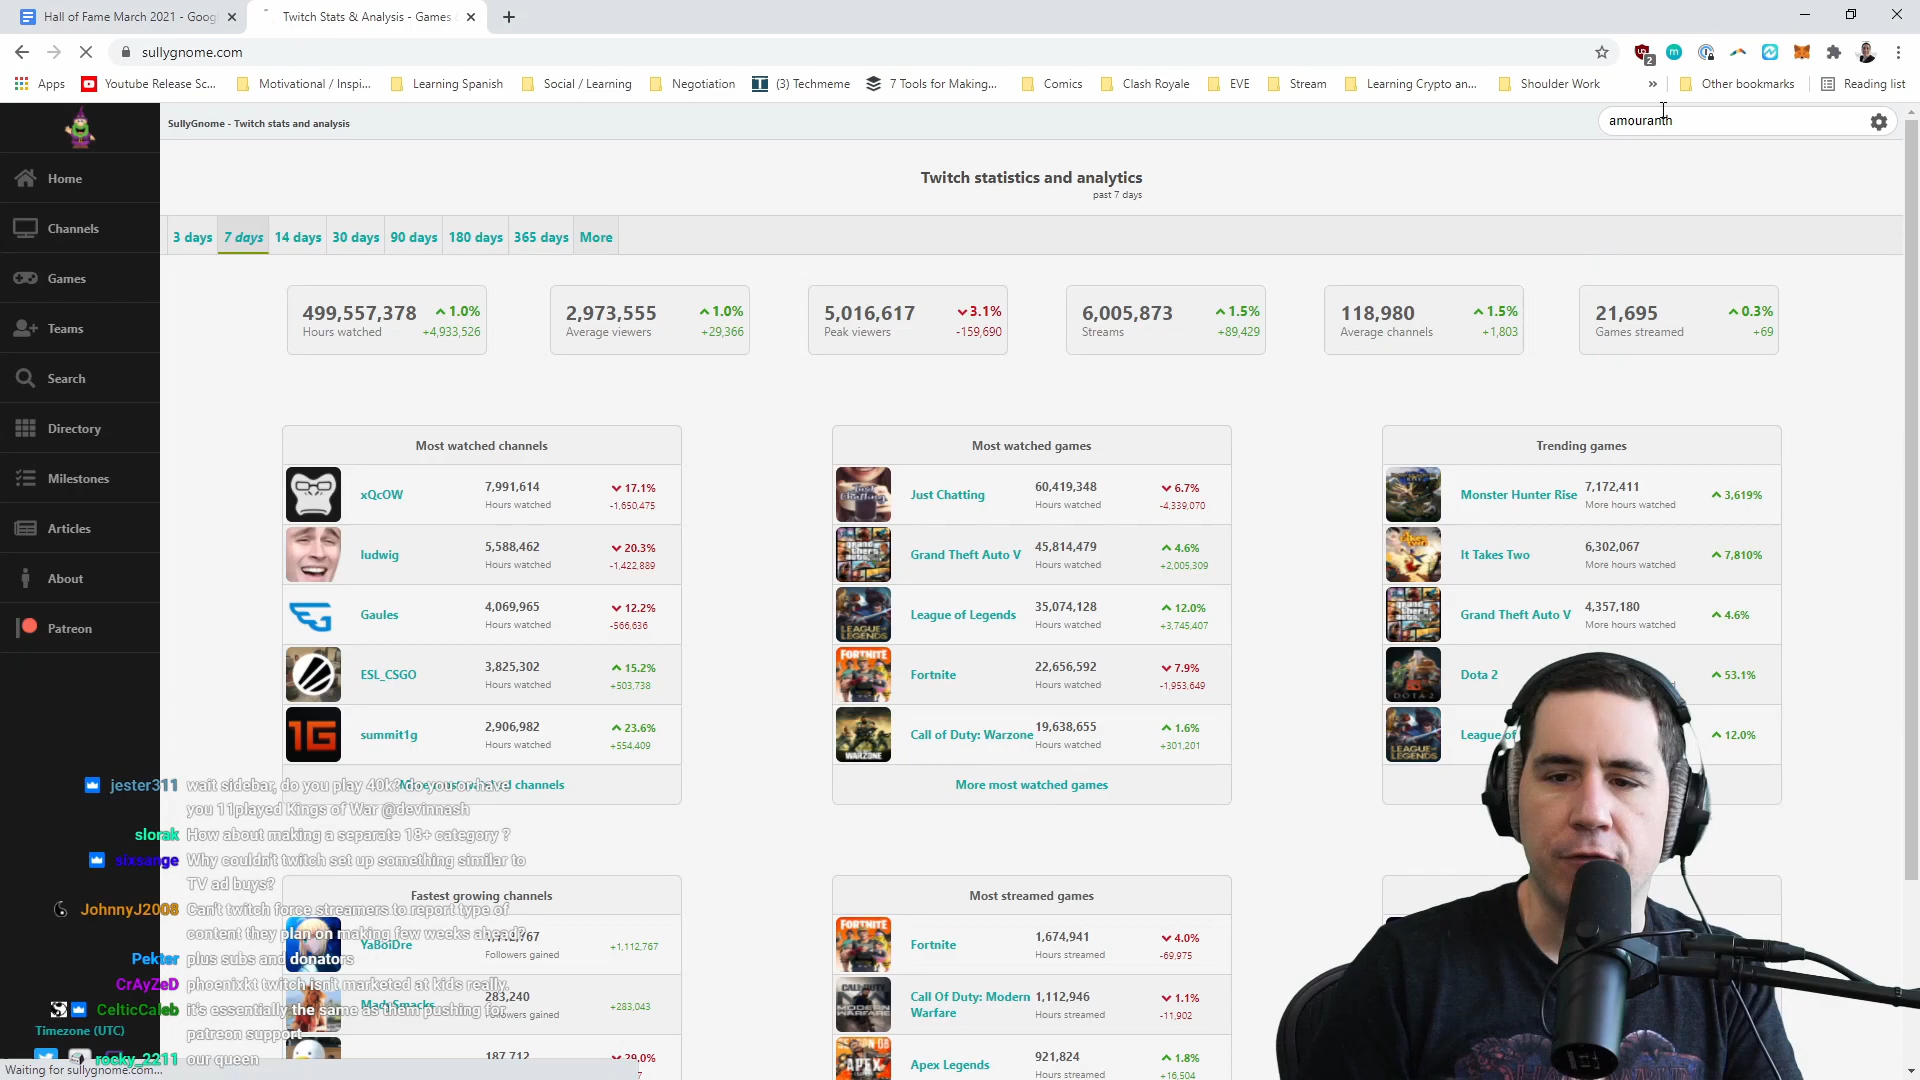 Hall of Fame March 2021 - Goog
Twitch Stats & Analysis - Games
sullygnome.com
2
Apps
Youtube Release Sc...
Motivational / Inspi...
Learning Spanish
Social / Learning
Negotiation
(3) Techmeme
7 Tools for Making...
Comics
Clash Royale
EVE
Stream
Learning Crypto an...
Shoulder Work
»
Other bookmarks
Reading list
SullyGnome - Twitch stats and analysis
amouranth
Home
Channels
Games
Teams
Search
Directory
Milestones
Articles
About
Patreon
Twitch statistics and analytics
past 7 days
3 days
7 days
14 days
30 days
90 days
180 days
365 days
More
499,557,378 1.0%
Hours watched +4,933,526
2,973,555 1.0%
Average viewers +29,366
5,016,617 3.1%
Peak viewers -159,690
6,005,873 1.5%
Streams +89,429
118,980 1.5%
Average channels +1,803
21,695 0.3%
Games streamed +69
Most watched channels
xQcOW 7,991,614 17.1%
Hours watched -1,650,475
ludwig 5,588,462 20.3%
Hours watched -1,422,889
Gaules 4,069,965 12.2%
Hours watched -566,636
ESL_CSGO 3,825,302 15.2%
Hours watched +503,738
1G
summit1g 2,906,982 23.6%
Hours watched +554,409
channels
Most watched games
Just Chatting 60,419,348 6.7%
Hours watched -4,339,070
Grand Theft Auto V 45,814,479 4.6%
Hours watched +2,005,309
League of Legends 35,074,128 12.0%
Hours watched +3,745,407
FORTNITE
Fortnite 22,656,592 7.9%
Hours watched -1,953,649
WARZONE
Call of Duty: Warzone 19,638,655 1.6%
Hours watched +301,201
More most watched games
Trending games
Monster Hunter Rise 7,172,411 3,619%
More hours watched
It Takes Two 6,302,067 7,810%
More hours watched
Grand Theft Auto V 4,357,180 4.6%
More hours watched
DOTA 2
Dota 2 53.1%
LEAGUE LEGENDS
League of 12.0%
Fastest growing channels
YaBoiDre +1,112,767
Followers gained
MadySmacks 283,240 +283,043
Followers gained
187,712 29.0%
Most streamed games
FORTNITE
Fortnite 1,674,941 4.0%
Hours streamed -69,975
Call Of Duty: Modern Warfare 1,112,946 1.1%
Hours streamed -11,902
APEX
Apex Legends 921,824 1.8%
Hours streamed +16,504
jester311 wait sidebar, do you play 40k? do you or have
you 11played Kings of War @devinnash
slorak How about making a separate 18+ category ?
sixsange Why couldn't twitch set up something similar to
TV ad buys?
JohnnyJ2008 Can't twitch force streamers to report type of
content they plan on making few weeks ahead?
Pekter plus subs and donators
CrAyZeD phoenixkt twitch isn't marketed at kids really.
CelticCaleb it's essentially the same as them pushing for
patreon support
rocky_2211 our queen
Timezone (UTC)
Waiting for sullygnome.com...